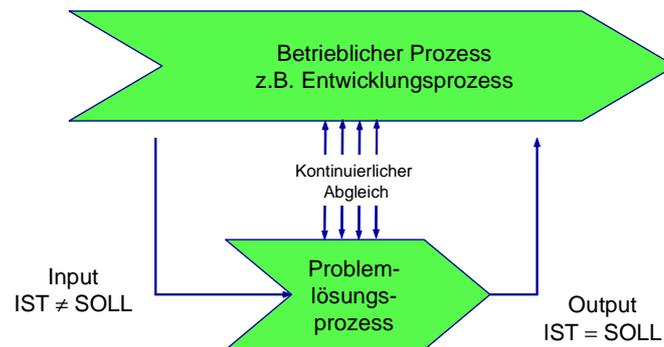 Betrieblicher Prozess
z.B. Entwicklungsprozess
Kontinuierlicher
Abgleich
Input
IST ≠ SOLL
Problem-
lösungs-
prozess
Output
IST = SOLL